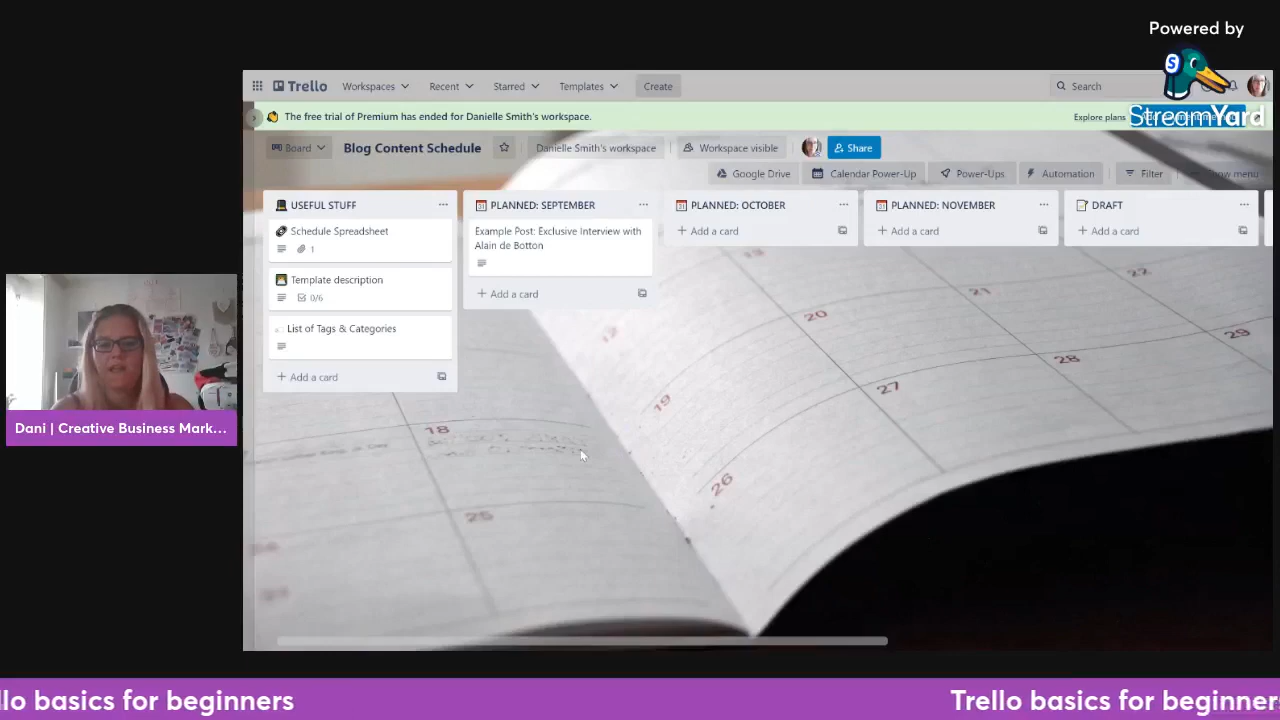 Powered by
StreamYard
Trello Workspaces Recent Starred Templates Create Search
The free trial of Premium has ended for Danielle Smith's workspace.
Explore plans
Board Blog Content Schedule Danielle Smith's workspace Workspace visible Share
Google Drive Calendar Power-Up Power-Ups Automation Filter Show menu
USEFUL STUFF
Schedule Spreadsheet
1
Template description
0/6
List of Tags & Categories
+ Add a card
PLANNED: SEPTEMBER
Example Post: Exclusive Interview with
Alain de Botton
+ Add a card
PLANNED: OCTOBER
+ Add a card
PLANNED: NOVEMBER
+ Add a card
DRAFT
+ Add a card
13
12
22
21
20
29
28
27
19
18
26
25
Dani | Creative Business Mark...
llo basics for beginners
Trello basics for beginner